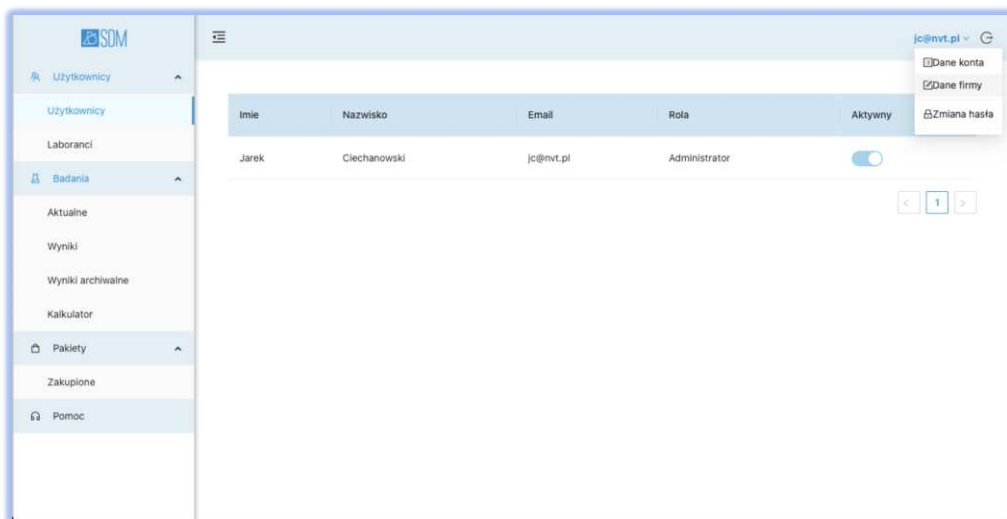 SDM
jc@nvt.pl
Dane konta
Dane firmy
Zmiana hasła
Użytkownicy
Użytkownicy
Laboranci
Badania
Aktualne
Wyniki
Wyniki archiwalne
Kalkulator
Pakiety
Zakupione
Pomoc
Imie Nazwisko Email Rola Aktywny
Jarek Ciechanowski jc@nvt.pl Administrator
1